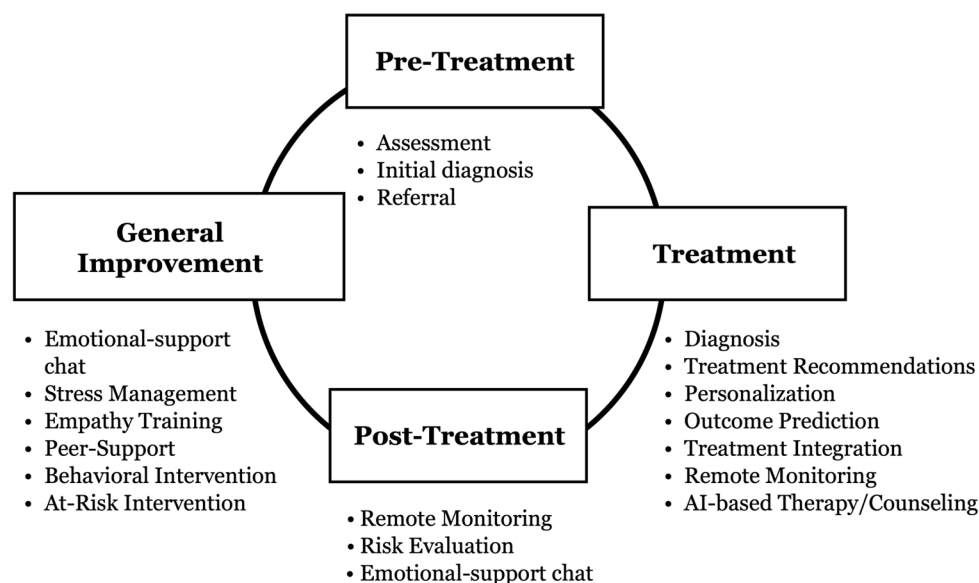 Pre-Treatment
• Assessment
• Initial diagnosis
• Referral
General
Improvement
• Emotional-support
chat
• Stress Management
• Empathy Training
• Peer-Support
• Behavioral Intervention
• At-Risk Intervention
Treatment
• Diagnosis
• Treatment Recommendations
• Personalization
• Outcome Prediction
• Treatment Integration
• Remote Monitoring
• AI-based Therapy/Counseling
Post-Treatment
• Remote Monitoring
• Risk Evaluation
• Emotional-support chat